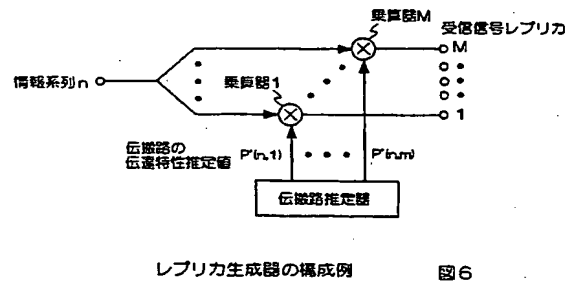 乗算器M
受信信号レプリカ
M
情報系列n
乗算器1
1
伝搬路の
伝達特性推定値
P'(n,1)
P'(n,m)
伝搬路推定器
レプリカ生成器の構成例
図6